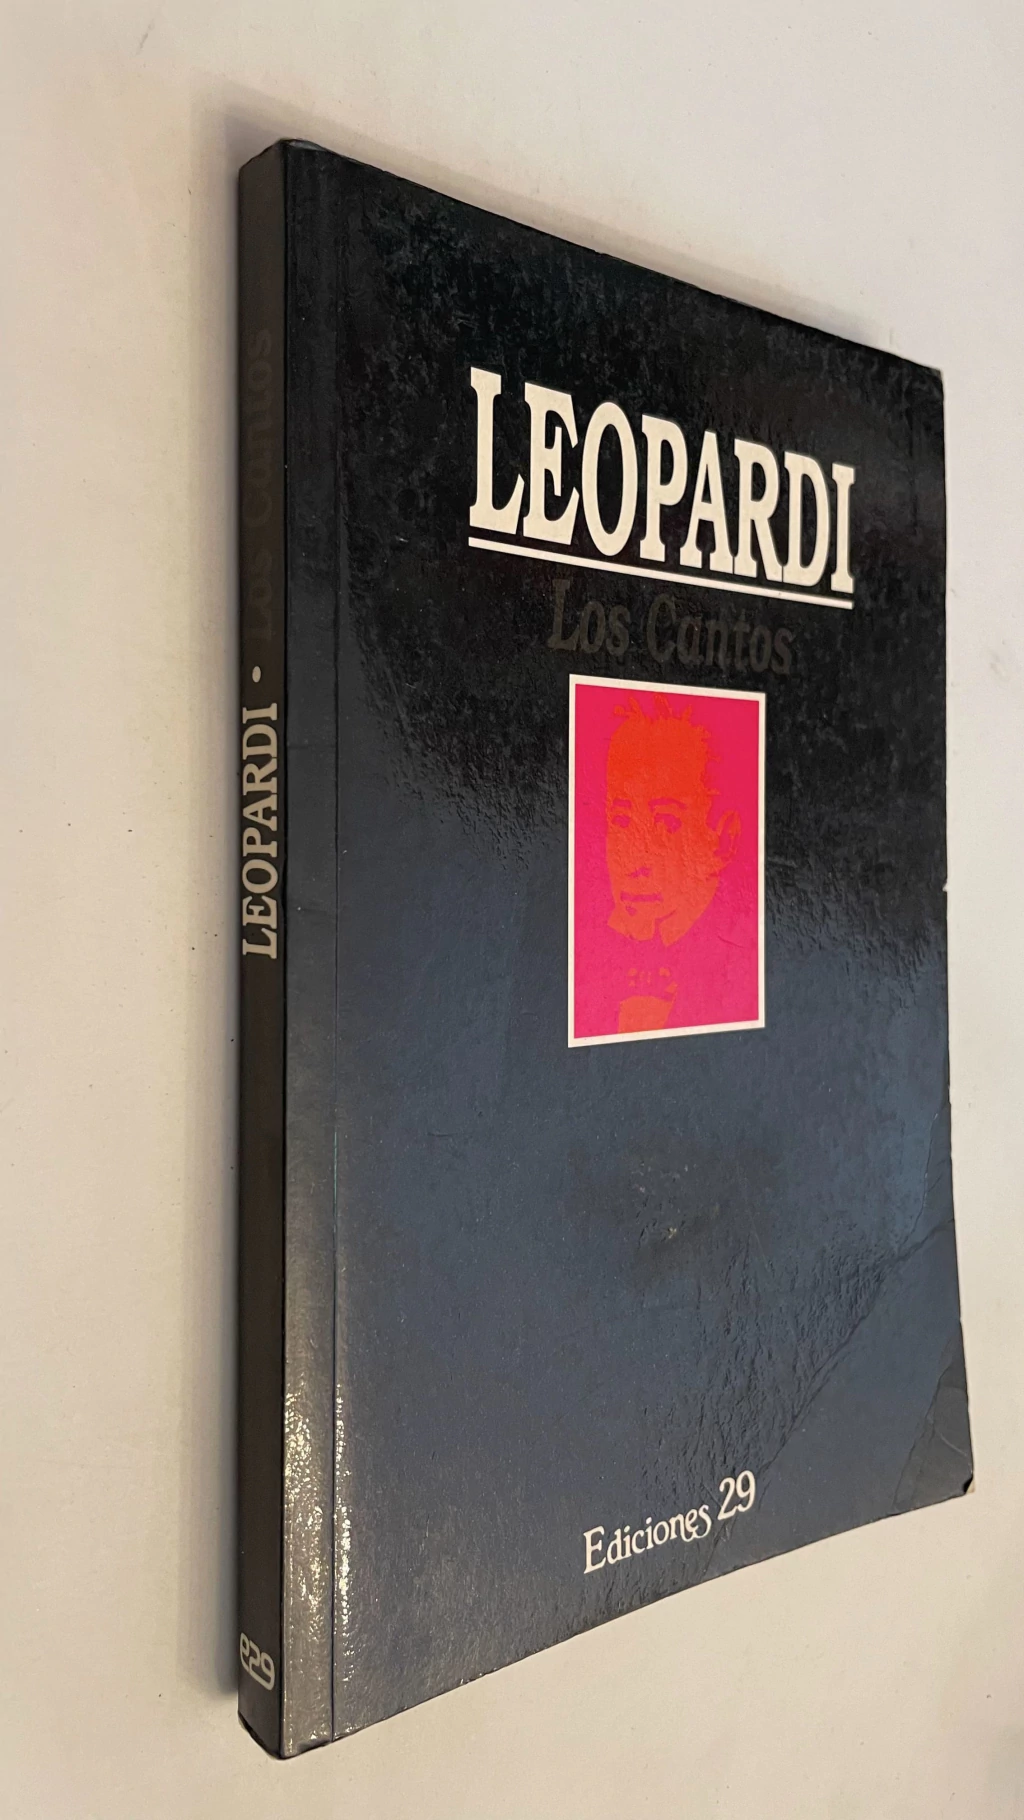 LEOPARDI
Los Cantos
Ediciones 29
LEOPARDI • Los Cantos
e29